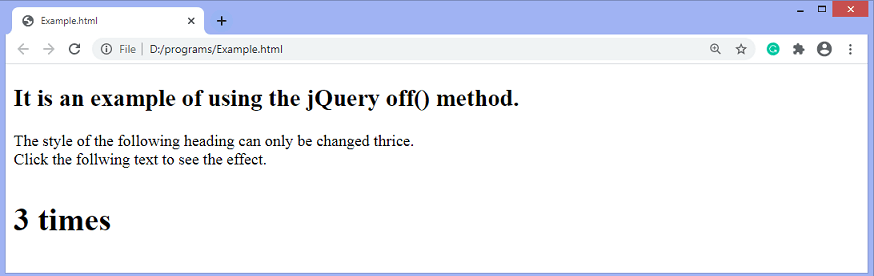 Example.html
File | D:/programs/Example.html
It is an example of using the jQuery off() method.
The style of the following heading can only be changed thrice.
Click the follwing text to see the effect.
3 times